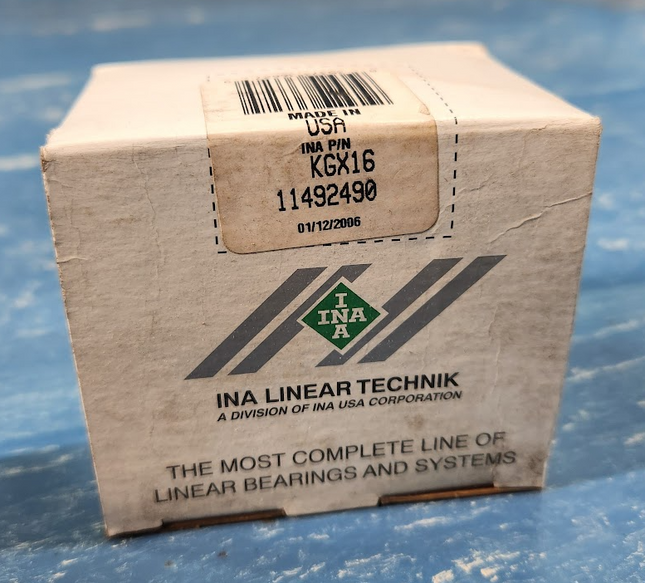 MADE IN
USA
INA P/N
KGX16
11492490
01/12/2006
I
INA
A
INA LINEAR TECHNIK
A DIVISION OF INA USA CORPORATION
THE MOST COMPLETE LINE OF
LINEAR BEARINGS AND SYSTEMS